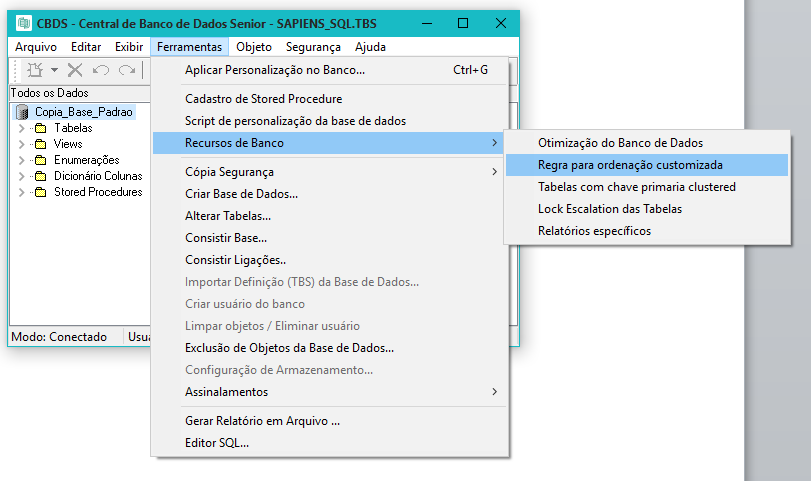 CBDS - Central de Banco de Dados Senior - SAPIENS_SQL.TBS
Arquivo Editar Exibir Ferramentas Objeto Segurança Ajuda
Todos os Dados
Copia_Base_Padrao
Tabelas
Views
Enumerações
Dicionário Colunas
Stored Procedures
Modo: Conectado
Usua
Aplicar Personalização no Banco... Ctrl+G
Cadastro de Stored Procedure
Script de personalização da base de dados
Recursos de Banco
Cópia Segurança
Criar Base de Dados...
Alterar Tabelas...
Consistir Base...
Consistir Ligações..
Importar Definição (TBS) da Base de Dados...
Criar usuário do banco
Limpar objetos / Eliminar usuário
Exclusão de Objetos da Base de Dados...
Configuração de Armazenamento...
Assinalamentos
Gerar Relatório em Arquivo ...
Editor SQL...
Otimização do Banco de Dados
Regra para ordenação customizada
Tabelas com chave primaria clustered
Lock Escalation das Tabelas
Relatórios específicos